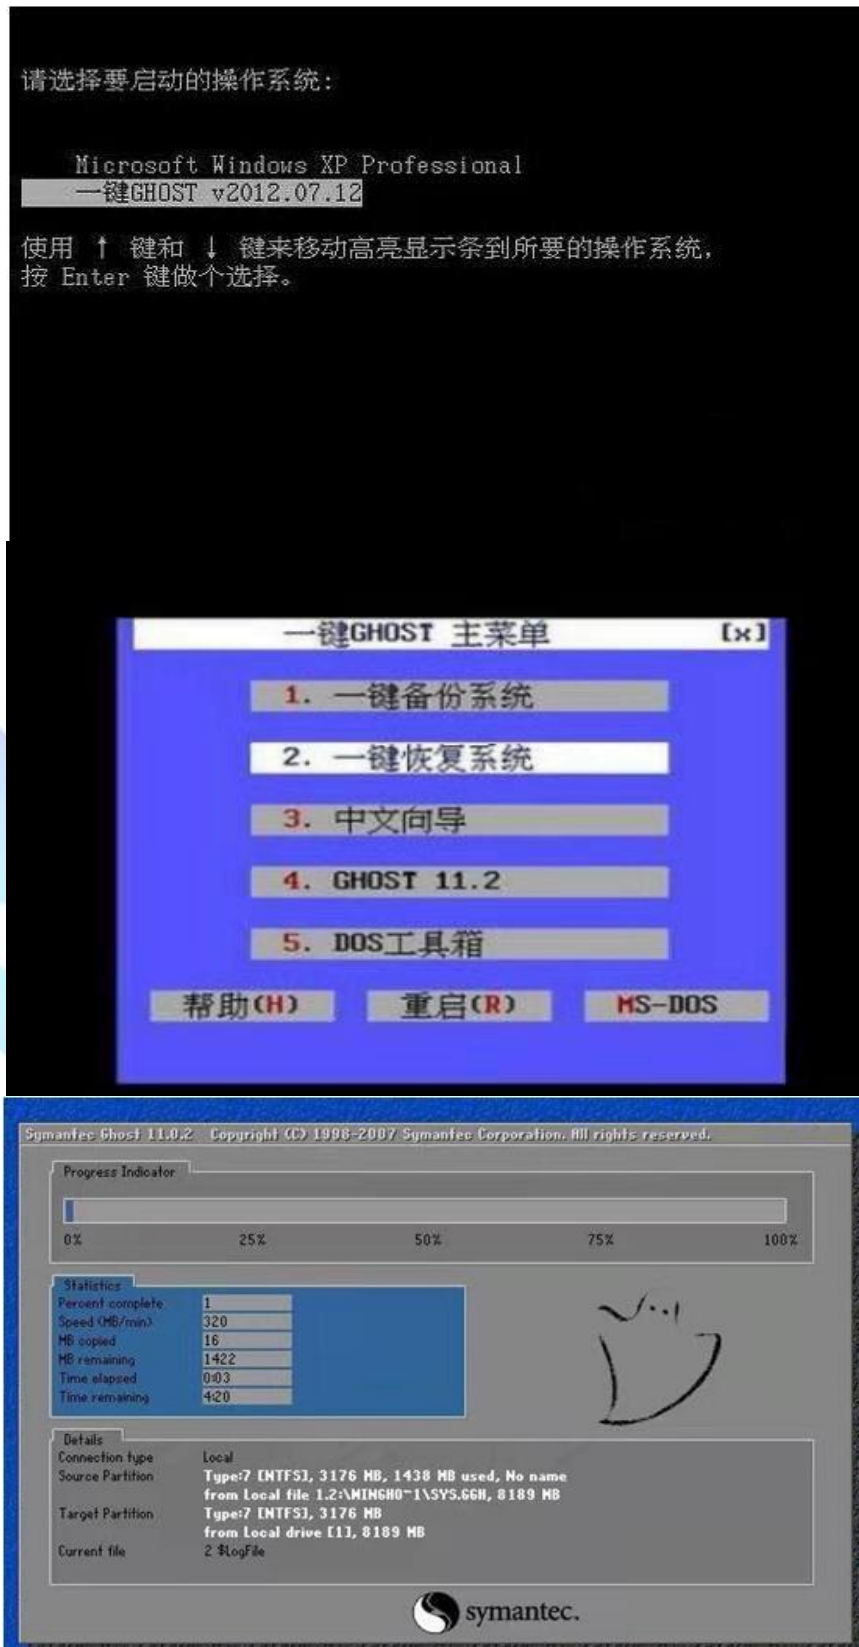 请选择要启动的操作系统:
Microsoft Windows XP Professional
一键GHOST v2012.07.12
使用 ↑ 键和 ↓ 键来移动高亮显示条到所要的操作系统,
按 Enter 键做个选择。
一键GHOST 主菜单 [×]
1. 一键备份系统
2. 一键恢复系统
3. 中文向导
4. GHOST 11.2
5. DOS工具箱
帮助(H) 重启(R) MS-DOS
Symantec Ghost 11.0.2 Copyright (C) 1998-2007 Symantec Corporation. All rights reserved.
Progress Indicator
0% 25% 50% 75% 100%
Statistics
Percent complete 1
Speed (MB/min) 320
MB copied 16
MB remaining 1422
Time elapsed 0:03
Time remaining 4:20
Details
Connection type Local
Source Partition Type:7 [NTFS], 3176 MB, 1438 MB used, No name
from Local file 1.2:\MINGHO~1\SYS.GGH, 8189 MB
Target Partition Type:7 [NTFS], 3176 MB
from Local drive [1], 8189 MB
Current file 2 $LogFile
symantec.